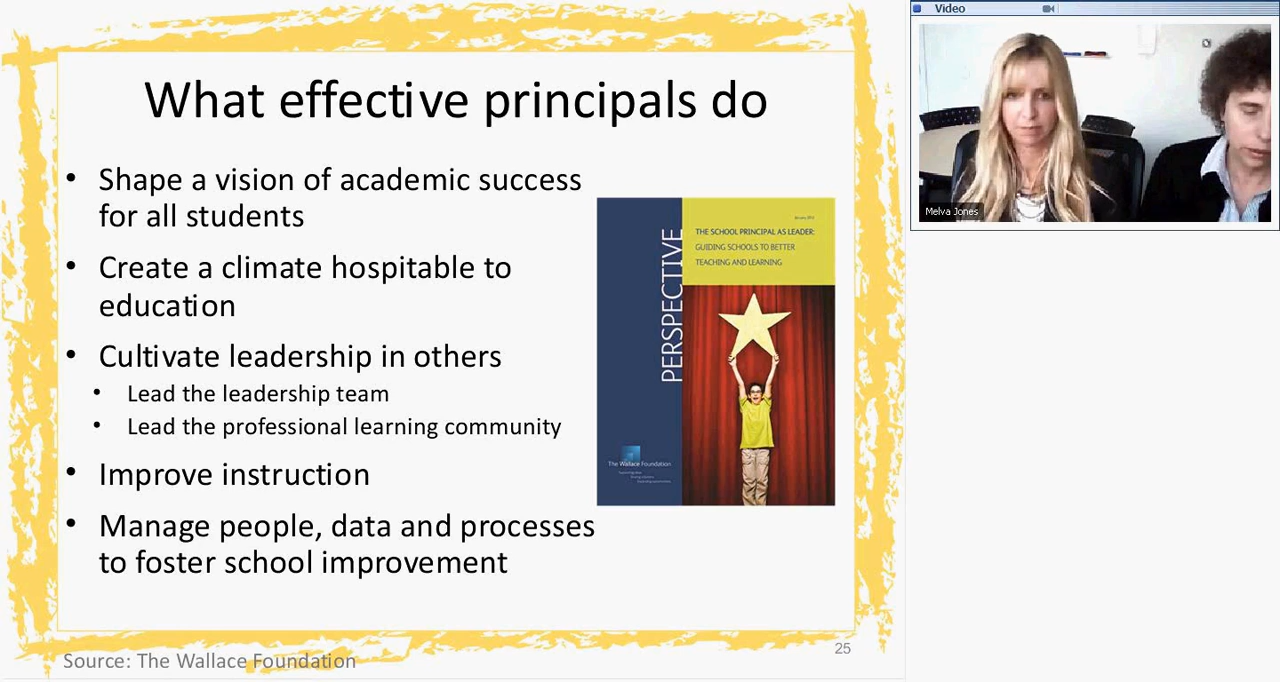 What effective principals do
• Shape a vision of academic success
for all students
• Create a climate hospitable to
education
• Cultivate leadership in others
• Lead the leadership team
• Lead the professional learning community
• Improve instruction
• Manage people, data and processes
to foster school improvement
PERSPECTIVE
THE SCHOOL PRINCIPAL AS LEADER:
GUIDING SCHOOLS TO BETTER
TEACHING AND LEARNING
The Wallace Foundation
Source: The Wallace Foundation
25
Video
Melva Jones